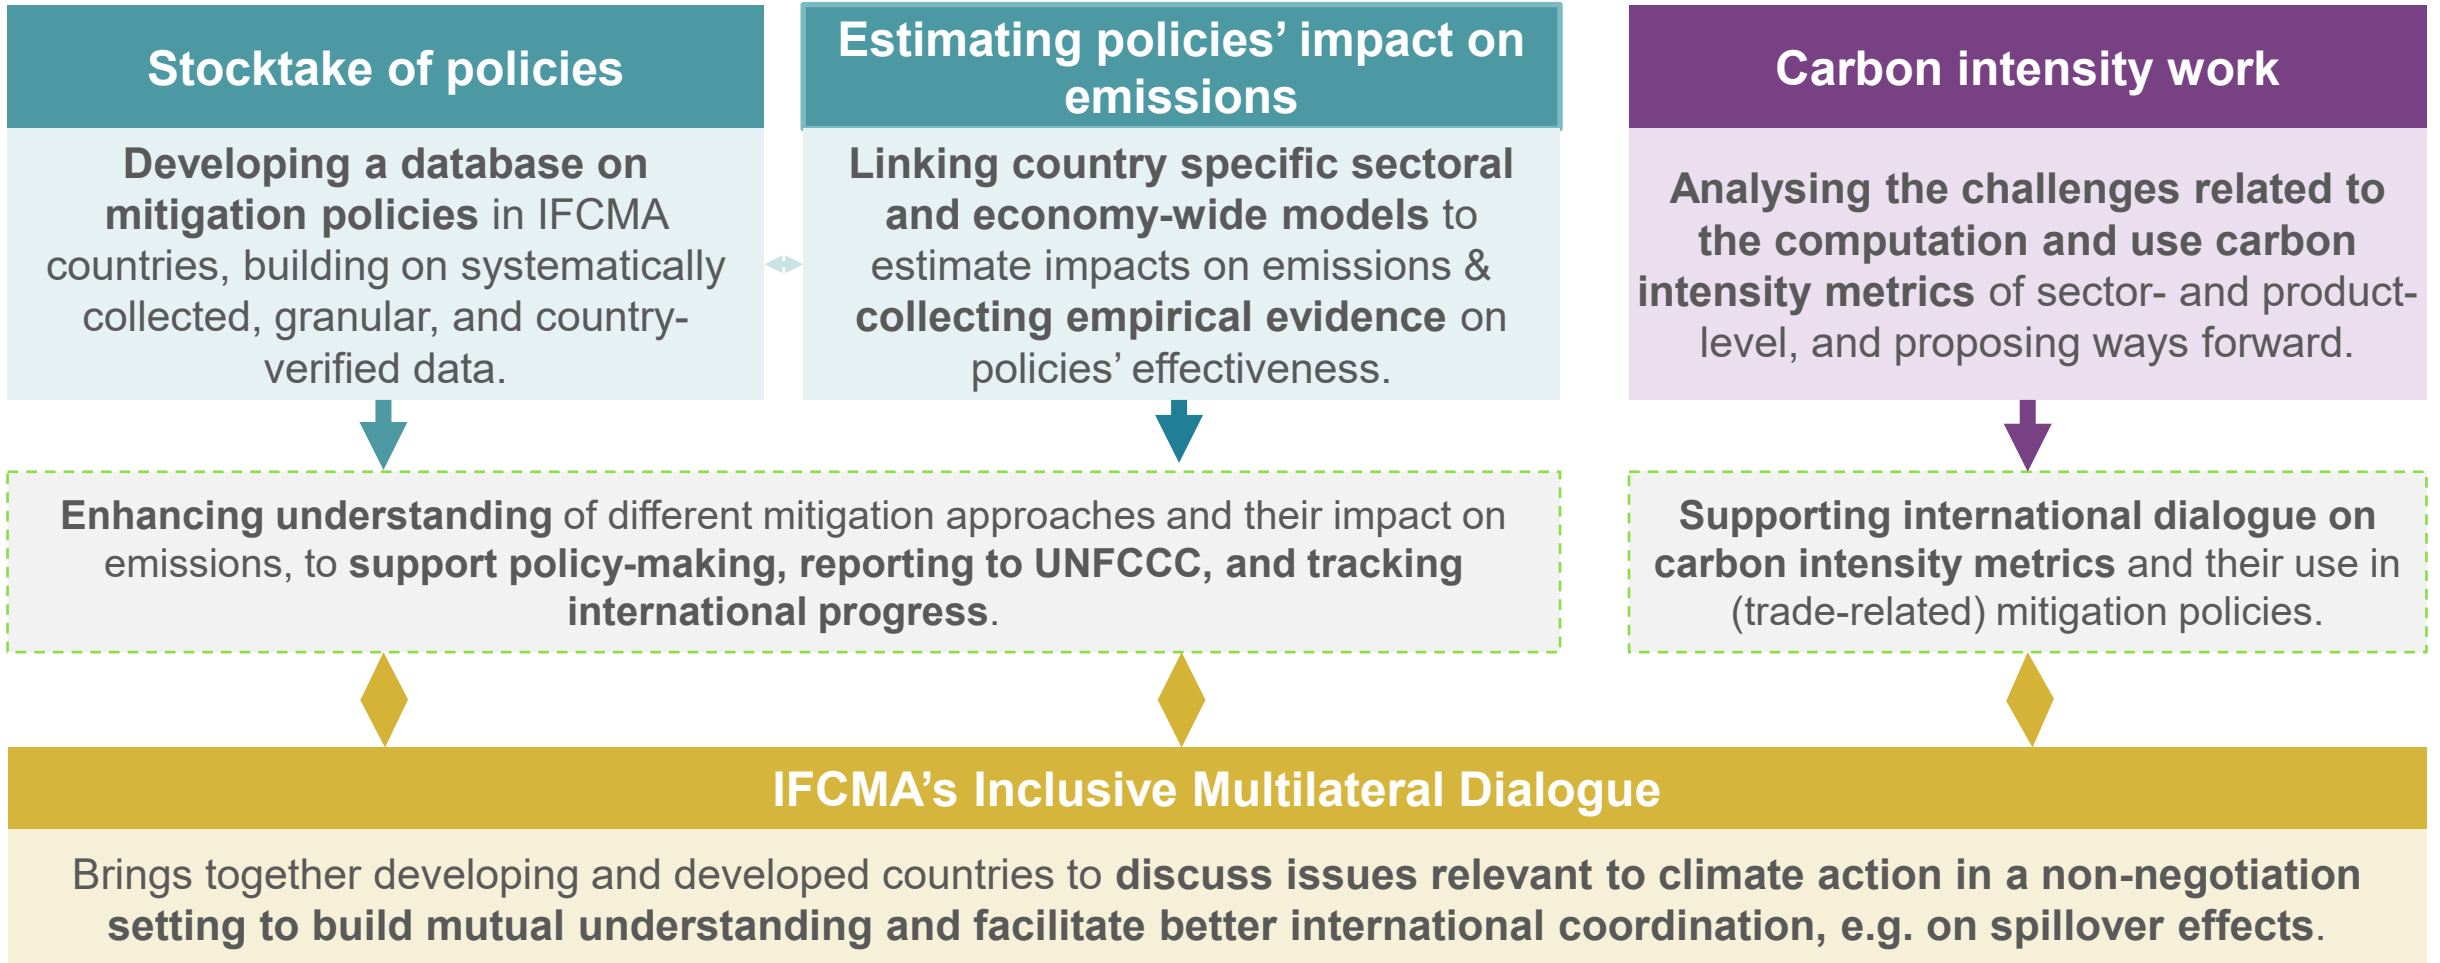 Stocktake of policies
Developing a database on
mitigation policies in IFCMA
countries, building on systematically
collected, granular, and country-
verified data.
Estimating policies’ impact on
emissions
Linking country specific sectoral
and economy-wide models to
estimate impacts on emissions &
collecting empirical evidence on
policies’ effectiveness.
Carbon intensity work
Analysing the challenges related to
the computation and use carbon
intensity metrics of sector- and product-
level, and proposing ways forward.
Enhancing understanding of different mitigation approaches and their impact on
emissions, to support policy-making, reporting to UNFCCC, and tracking
international progress.
Supporting international dialogue on
carbon intensity metrics and their use in
(trade-related) mitigation policies.
IFCMA’s Inclusive Multilateral Dialogue
Brings together developing and developed countries to discuss issues relevant to climate action in a non-negotiation
setting to build mutual understanding and facilitate better international coordination, e.g. on spillover effects.